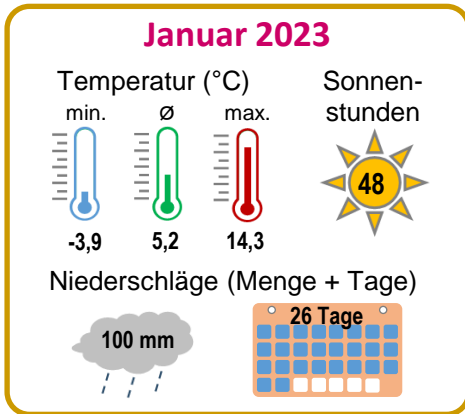 Januar 2023
Temperatur (°C)
min. Ø max.
-3,9 5,2 14,3
Sonnen-
stunden
48
Niederschläge (Menge + Tage)
100 mm
26 Tage